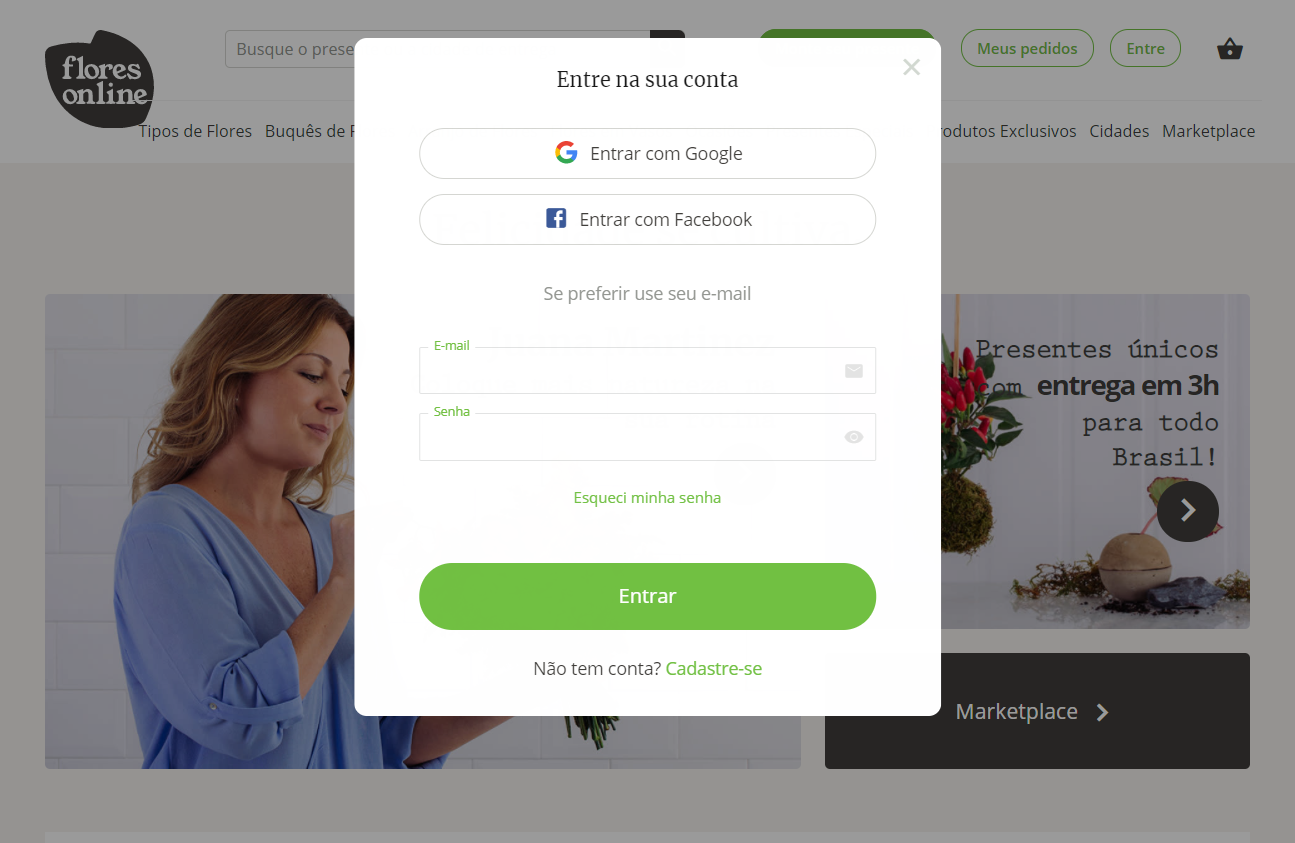 flores
online
Busque o prese
Meus pedidos
Entre
Tipos de Flores
Buquês de F
rodutos Exclusivos
Cidades
Marketplace
Entre na sua conta
Entrar com Google
Entrar com Facebook
Se preferir use seu e-mail
E-mail
Senha
Esqueci minha senha
Entrar
Não tem conta? Cadastre-se
Presentes únicos
com entrega em 3h
para todo
Brasil!
Marketplace